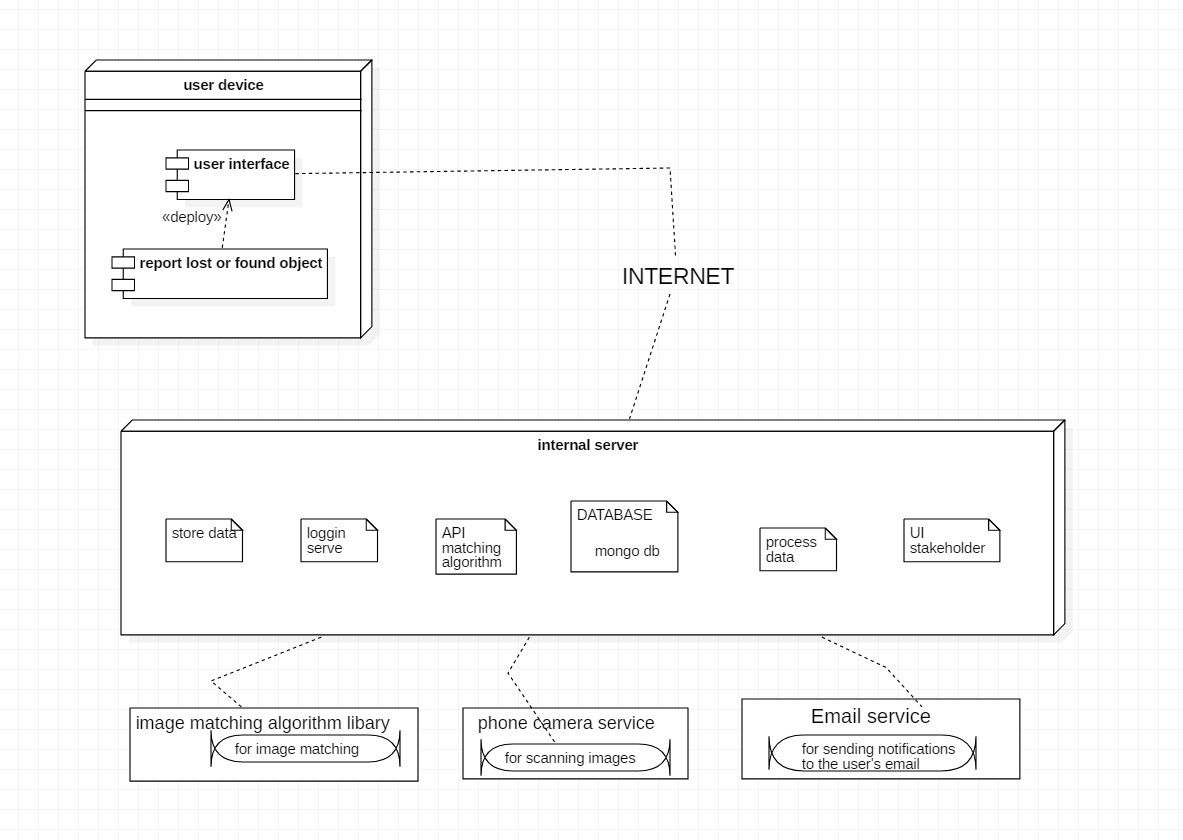 user device
user interface
«deploy»
report lost or found object
INTERNET
internal server
store data
loggin
serve
API
matching
algorithm
DATABASE
mongo db
process
data
UI
stakeholder
image matching algorithm libary
for image matching
phone camera service
for scanning images
Email service
for sending notifications
to the user's email